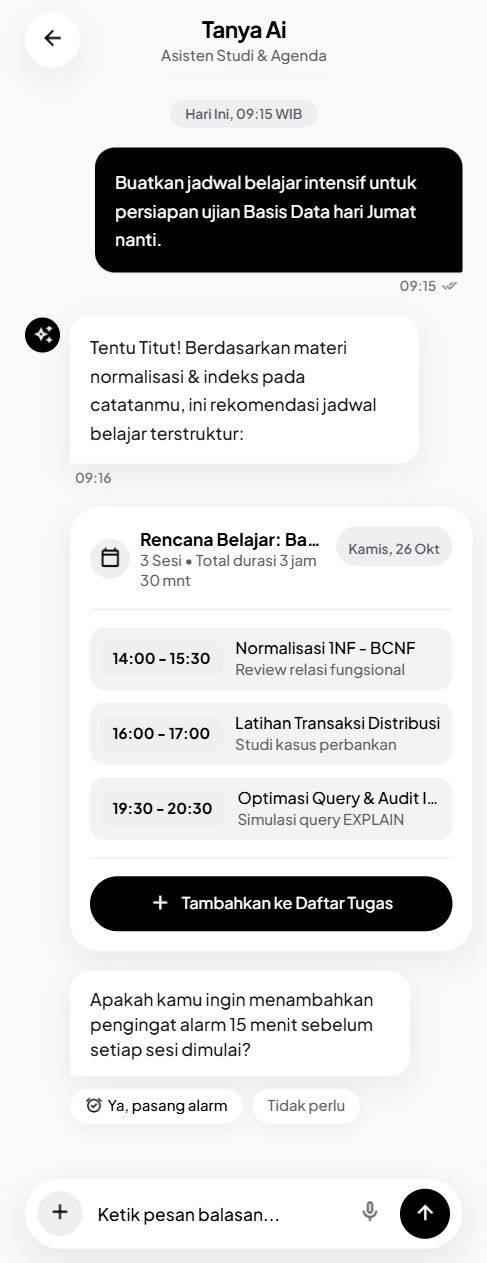 Tanya Ai
Asisten Studi & Agenda
Hari Ini, 09:15 WIB
Buatkan jadwal belajar intensif untuk
persiapan ujian Basis Data hari Jumat
nanti.
09:15
Tentu Titut! Berdasarkan materi
normalisasi & indeks pada
catatanmu, ini rekomendasi jadwal
belajar terstruktur:
09:16
Rencana Belajar: Ba...
3 Sesi • Total durasi 3 jam
30 mnt
Kamis, 26 Okt
14:00 - 15:30
Normalisasi 1NF - BCNF
Review relasi fungsional
16:00 - 17:00
Latihan Transaksi Distribusi
Studi kasus perbankan
19:30 - 20:30
Optimasi Query & Audit I...
Simulasi query EXPLAIN
+ Tambahkan ke Daftar Tugas
Apakah kamu ingin menambahkan
pengingat alarm 15 menit sebelum
setiap sesi dimulai?
Ya, pasang alarm
Tidak perlu
Ketik pesan balasan...